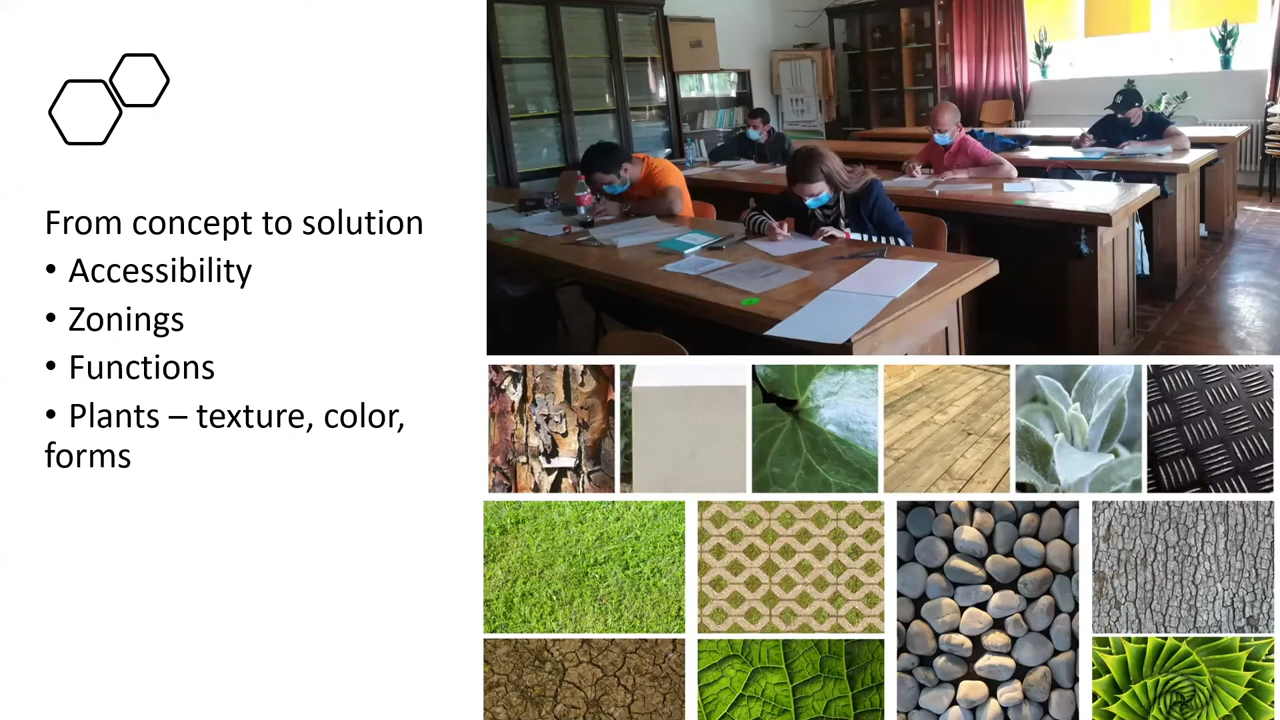 From concept to solution
• Accessibility
• Zonings
• Functions
• Plants – texture, color,
forms